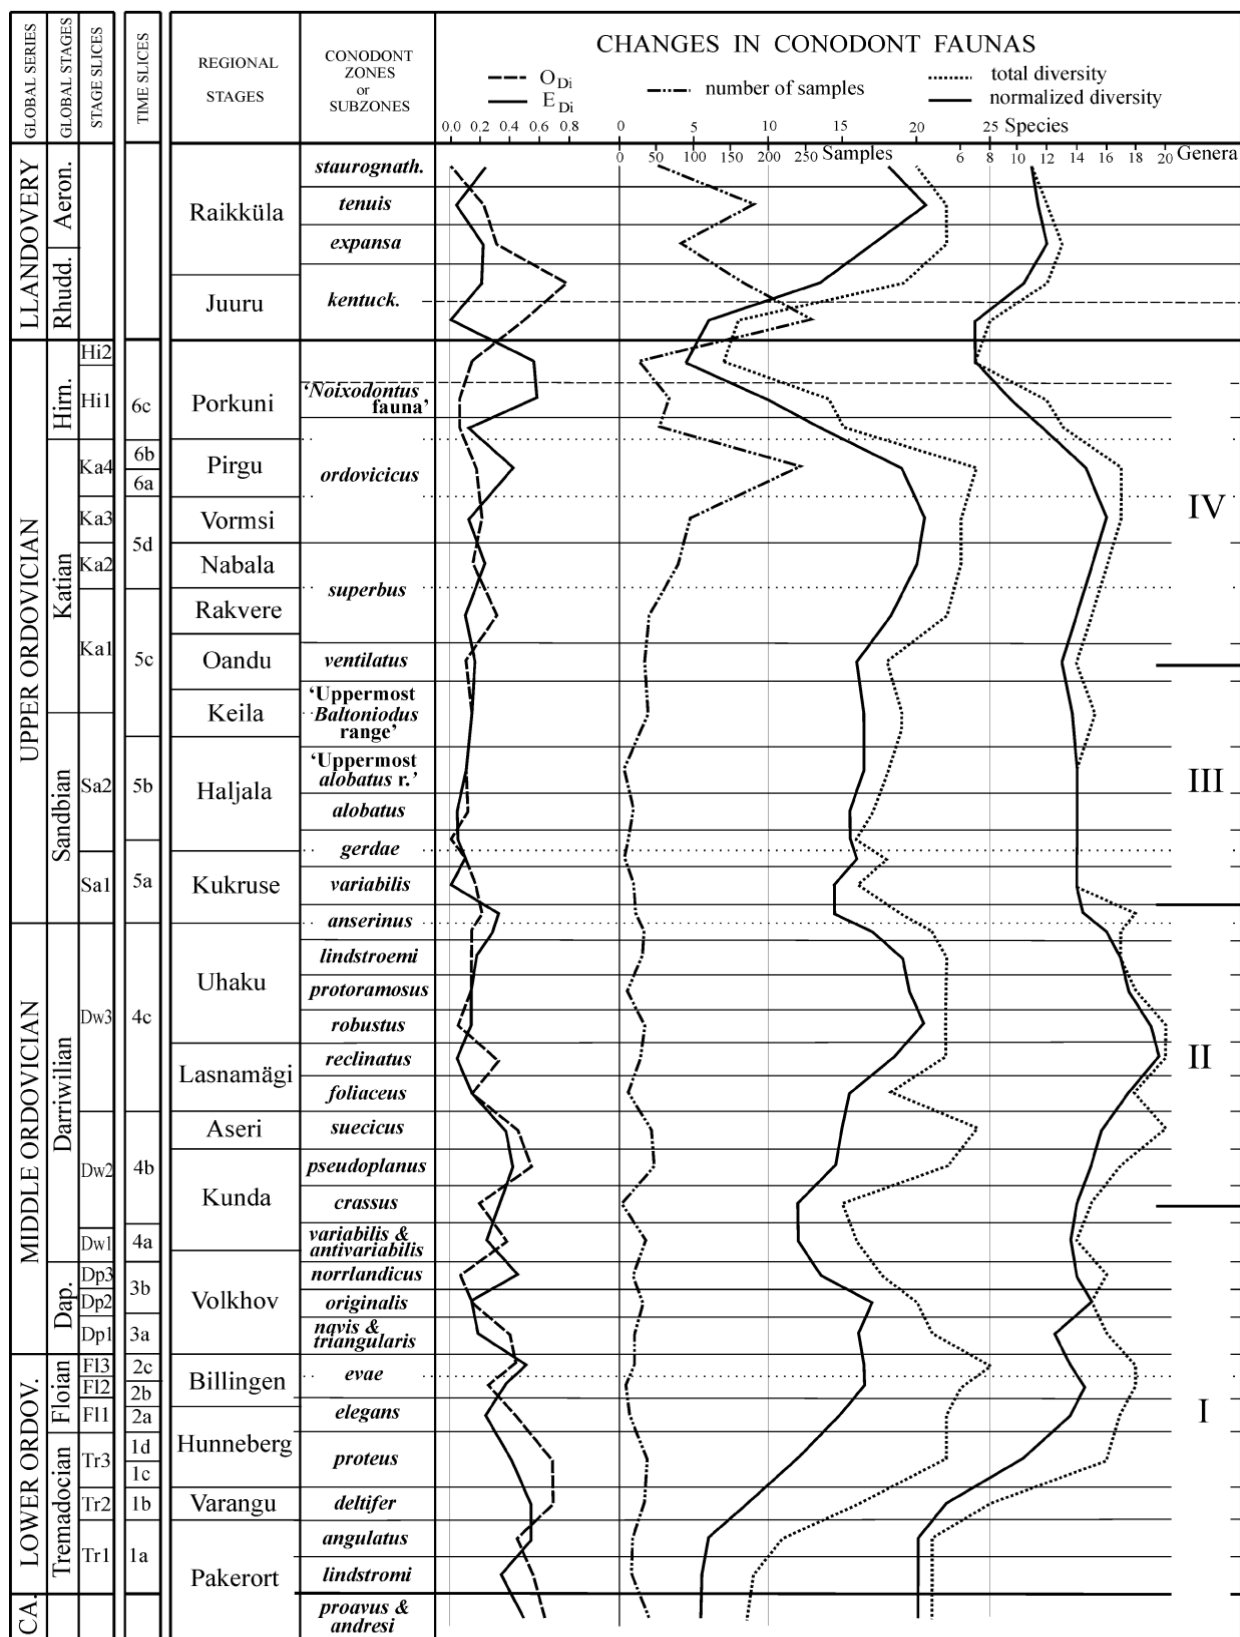 GLOBAL SERIES
GLOBAL STAGES
STAGE SLICES
TIME SLICES
REGIONAL
STAGES
CONODONT
ZONES
or
SUBZONES
CHANGES IN CONODONT FAUNAS
O Di
E Di
number of samples
total diversity
normalized diversity
0.0 0.2 0.4 0.6 0.8
0 5 10 15 20 25 Species
0 50 100 150 200 250 Samples
6 8 10 12 14 16 18 20 Genera
LLANDOVERY
UPPER ORDOVICIAN
MIDDLE ORDOVICIAN
LOWER ORDOV.
CA.
Aeron.
Rhudd.
Hirn.
Katian
Sandbian
Darriwilian
Dap.
Floian
Tremadocian
Hi2
Hi1
Ka4
Ka3
Ka2
Ka1
Sa2
Sa1
Dw3
Dw2
Dw1
Dp3
Dp2
Dp1
Fl3
Fl2
Fl1
Tr3
Tr2
Tr1
6c
6b
6a
5d
5c
5b
5a
4c
4b
4a
3b
3a
2c
2b
2a
1d
1c
1b
1a
Raikküla
Juuru
Porkuni
Pirgu
Vormsi
Nabala
Rakvere
Oandu
Keila
Haljala
Kukruse
Uhaku
Lasnamägi
Aseri
Kunda
Volkhov
Billingen
Hunneberg
Varangu
Pakerort
staurognath.
tenuis
expansa
kentuck.
‘Noixodontus
fauna’
ordovicicus
superbus
ventilatus
‘Uppermost
Baltoniodus
range’
‘Uppermost
alobatus r.’
alobatus
gerdae
variabilis
anserinus
lindstroemi
protoramosus
robustus
reclinatus
foliaceus
suecicus
pseudoplanus
crassus
variabilis &
antivariabilis
norrlandicus
originalis
navis &
triangularis
evae
elegans
proteus
deltifer
angulatus
lindstromi
proavus &
andresi
IV
III
II
I